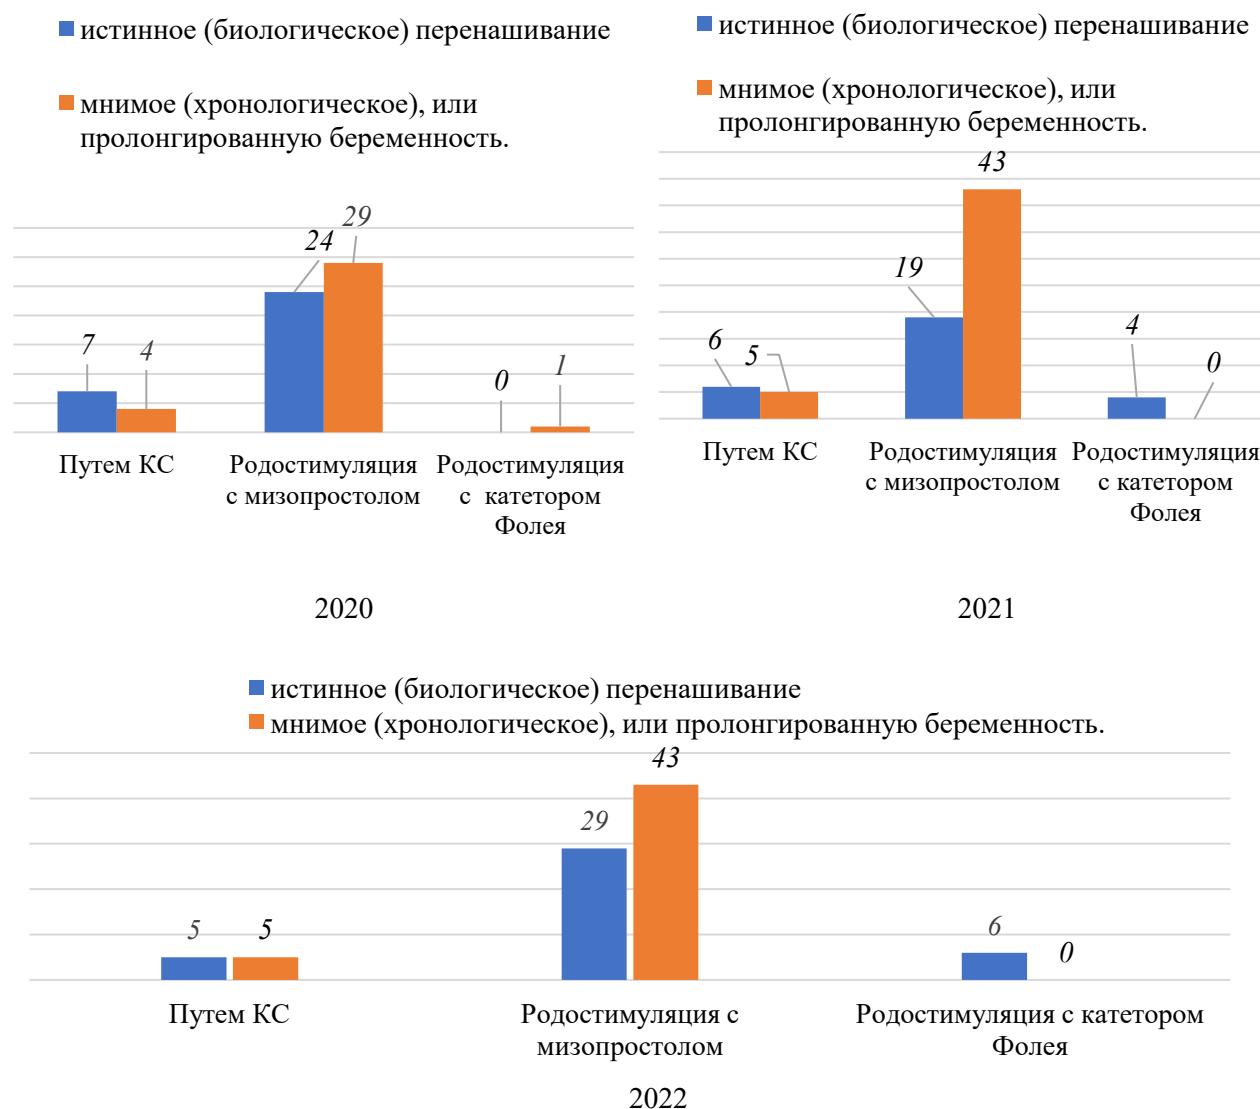 истинное (биологическое) перенашивание
мнимое (хронологическое), или
пролонгированную беременность.
7
4
24
29
0
1
Путем КС
Родостимуляция
с мизопростолом
Родостимуляция
с катетором
Фолея
2020
истинное (биологическое) перенашивание
мнимое (хронологическое), или
пролонгированную беременность.
6
5
19
43
4
0
Путем КС
Родостимуляция
с мизопростолом
Родостимуляция
с катетором
Фолея
2021
истинное (биологическое) перенашивание
мнимое (хронологическое), или пролонгированную беременность.
5
5
29
43
6
0
Путем КС
Родостимуляция с
мизопростолом
Родостимуляция с катетором
Фолея
2022